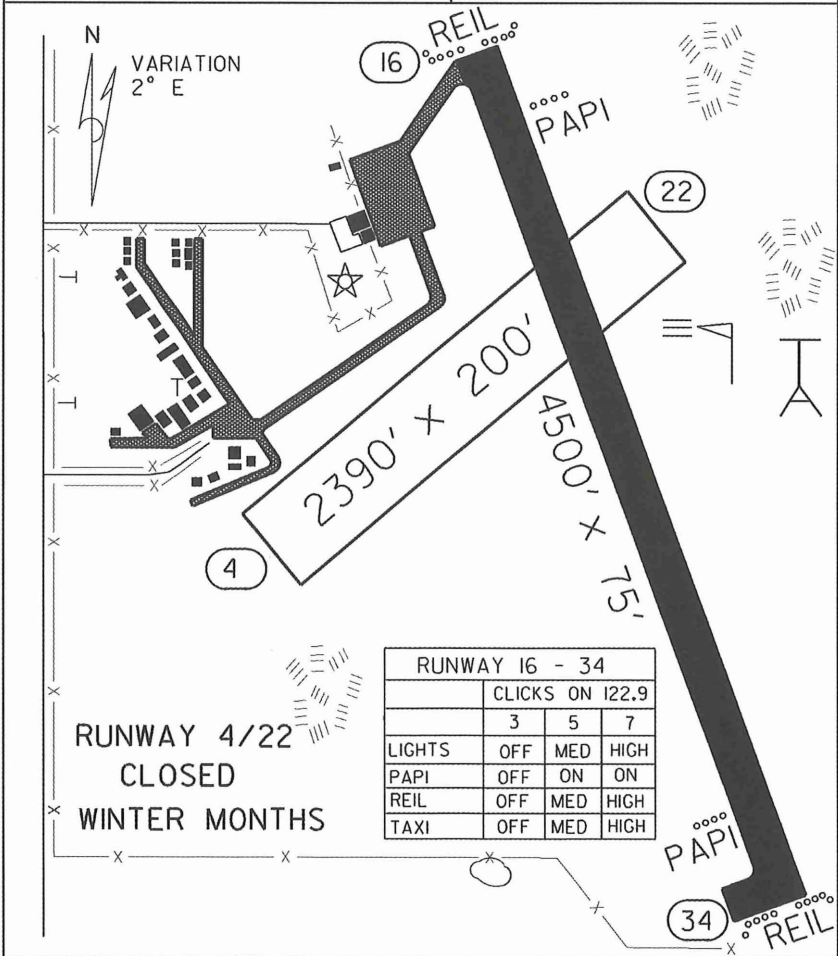 N
VARIATION
2° E
REIL
16
PAPI
22
2390' X 200'
4500' X 75'
4
T
T
T
RUNWAY 4/22
CLOSED
WINTER MONTHS
RUNWAY 16 - 34
CLICKS ON 122.9
3 5 7
LIGHTS OFF MED HIGH
PAPI OFF ON ON
REIL OFF MED HIGH
TAXI OFF MED HIGH
PAPI
34
REIL